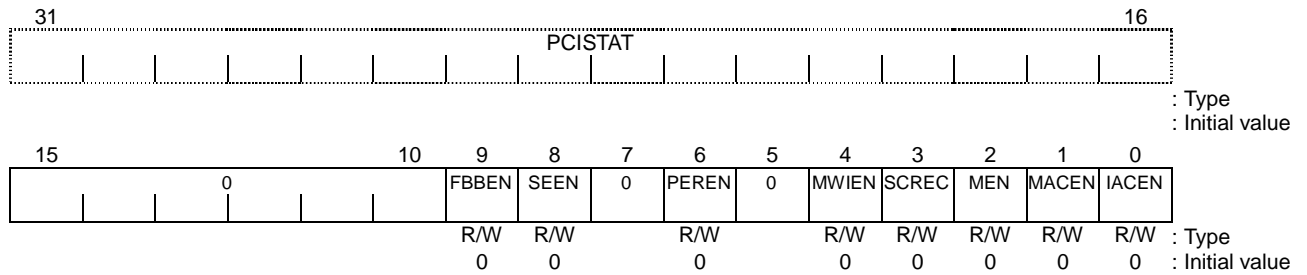 31 16
PCISTAT
: Type
: Initial value
15 10 9 8 7 6 5 4 3 2 1 0
0 FBBEN SEEN 0 PEREN 0 MWIEN SCREC MEN MACEN IACEN
R/W R/W R/W R/W R/W R/W R/W R/W : Type
0 0 0 0 0 0 0 0 : Initial value